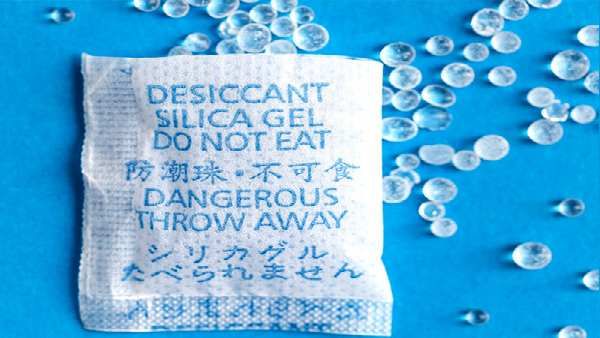 DESICCANT
SILICA GEL
DO NOT EAT
防潮珠·不可食
DANGEROUS
THROW AWAY
シリカゲル
たべられません